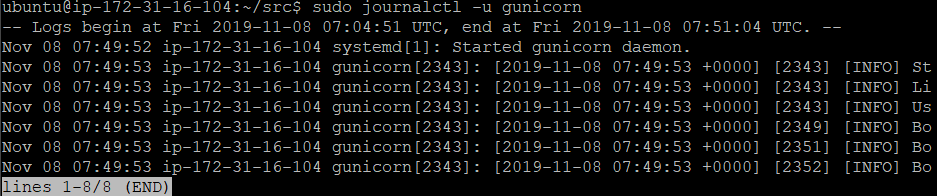 ubuntu@ip-172-31-16-104:~/src$ sudo journalctl -u gunicorn
-- Logs begin at Fri 2019-11-08 07:04:51 UTC, end at Fri 2019-11-08 07:51:04 UTC. --
Nov 08 07:49:52 ip-172-31-16-104 systemd[1]: Started gunicorn daemon.
Nov 08 07:49:53 ip-172-31-16-104 gunicorn[2343]: [2019-11-08 07:49:53 +0000] [2343] [INFO] St
Nov 08 07:49:53 ip-172-31-16-104 gunicorn[2343]: [2019-11-08 07:49:53 +0000] [2343] [INFO] Li
Nov 08 07:49:53 ip-172-31-16-104 gunicorn[2343]: [2019-11-08 07:49:53 +0000] [2343] [INFO] Us
Nov 08 07:49:53 ip-172-31-16-104 gunicorn[2343]: [2019-11-08 07:49:53 +0000] [2349] [INFO] Bo
Nov 08 07:49:53 ip-172-31-16-104 gunicorn[2343]: [2019-11-08 07:49:53 +0000] [2351] [INFO] Bo
Nov 08 07:49:53 ip-172-31-16-104 gunicorn[2343]: [2019-11-08 07:49:53 +0000] [2352] [INFO] Bo
lines 1-8/8 (END)